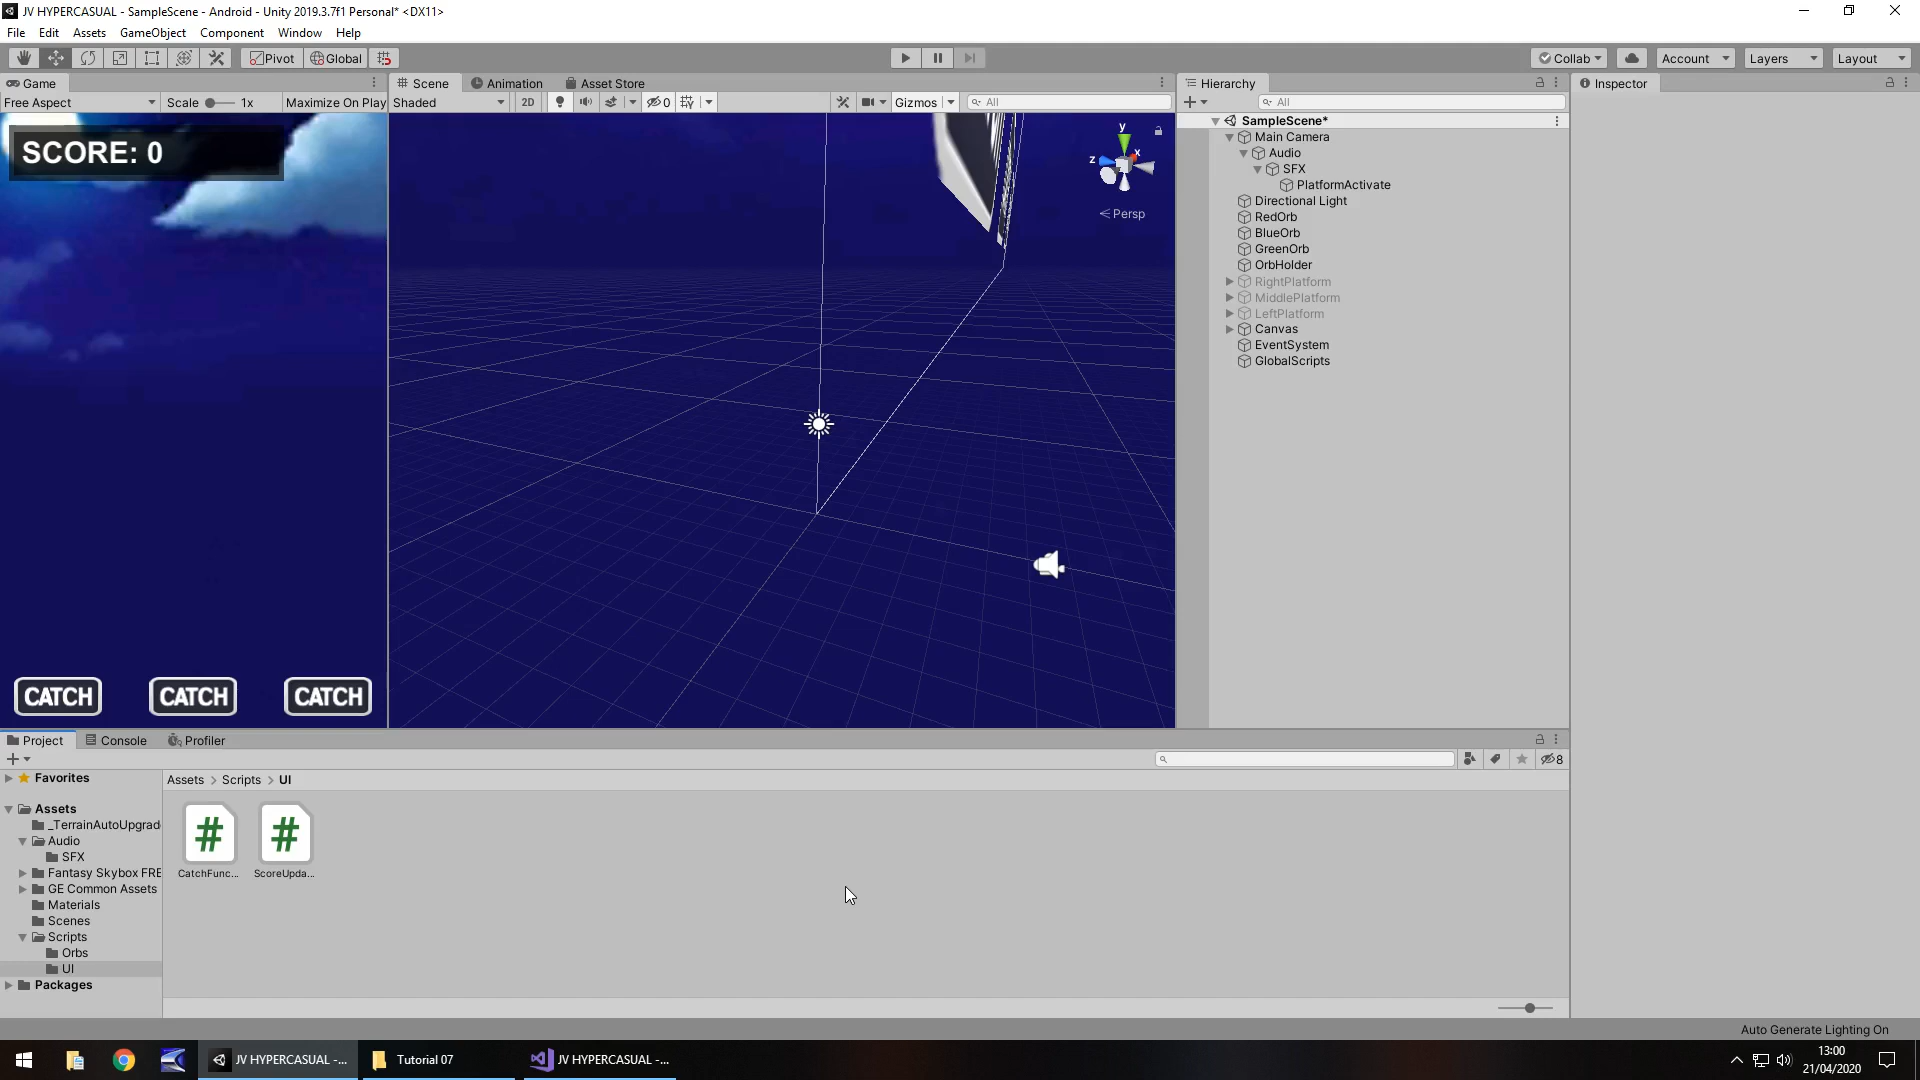 JV HYPERCASUAL - SampleScene - Android - Unity 2019.3.7f1 Personal* <DX11>
File Edit Assets GameObject Component Window Help
Pivot Global Collab Account Layers Layout
Game
Free Aspect Scale 1x Maximize On Play
SCORE: 0
CATCH CATCH CATCH
Scene Animation Asset Store
Shaded 2D 0 Gizmos All
y
x
z
Persp
Hierarchy
All
SampleScene*
Main Camera
Audio
SFX
PlatformActivate
Directional Light
RedOrb
BlueOrb
GreenOrb
OrbHolder
RightPlatform
MiddlePlatform
LeftPlatform
Canvas
EventSystem
GlobalScripts
Inspector
Project Console Profiler
8
Favorites
Assets
_TerrainAutoUpgrad
Audio
SFX
Fantasy Skybox FRE
GE Common Assets
Materials
Scenes
Scripts
Orbs
UI
Packages
Assets > Scripts > UI
CatchFunc... ScoreUpda...
Auto Generate Lighting On
JV HYPERCASUAL -... Tutorial 07 JV HYPERCASUAL -...
13:00
21/04/2020